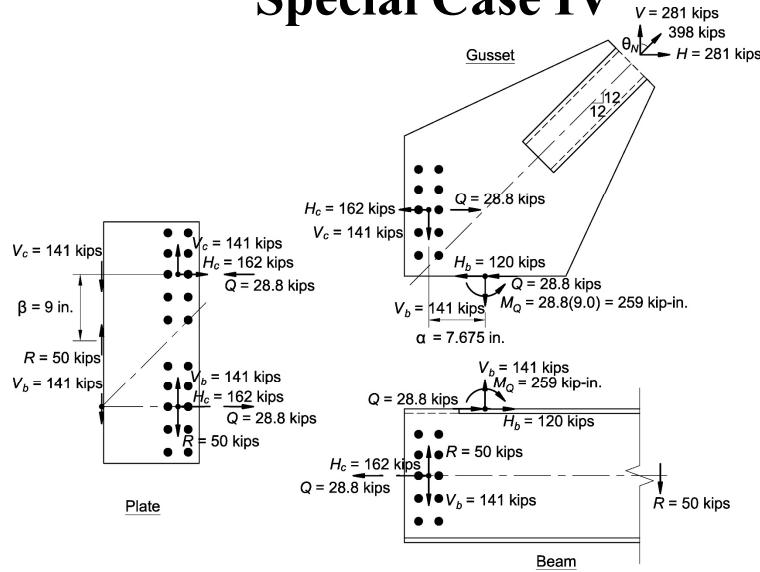 Special Case IV
V = 281 kips
398 kips
θN
H = 281 kips
Gusset
12
12
Hc = 162 kips
Q = 28.8 kips
Vc = 141 kips
Hb = 120 kips
Q = 28.8 kips
Vb = 141 kips
MQ = 28.8(9.0) = 259 kip-in.
α = 7.675 in.
Vc = 141 kips
Vc = 141 kips
Hc = 162 kips
Q = 28.8 kips
β = 9 in.
R = 50 kips
Vb = 141 kips
Vb = 141 kips
Hc = 162 kips
Q = 28.8 kips
R = 50 kips
Plate
Vb = 141 kips
MQ = 259 kip-in.
Q = 28.8 kips
Hb = 120 kips
Hc = 162 kips
R = 50 kips
Q = 28.8 kips
Vb = 141 kips
R = 50 kips
Beam